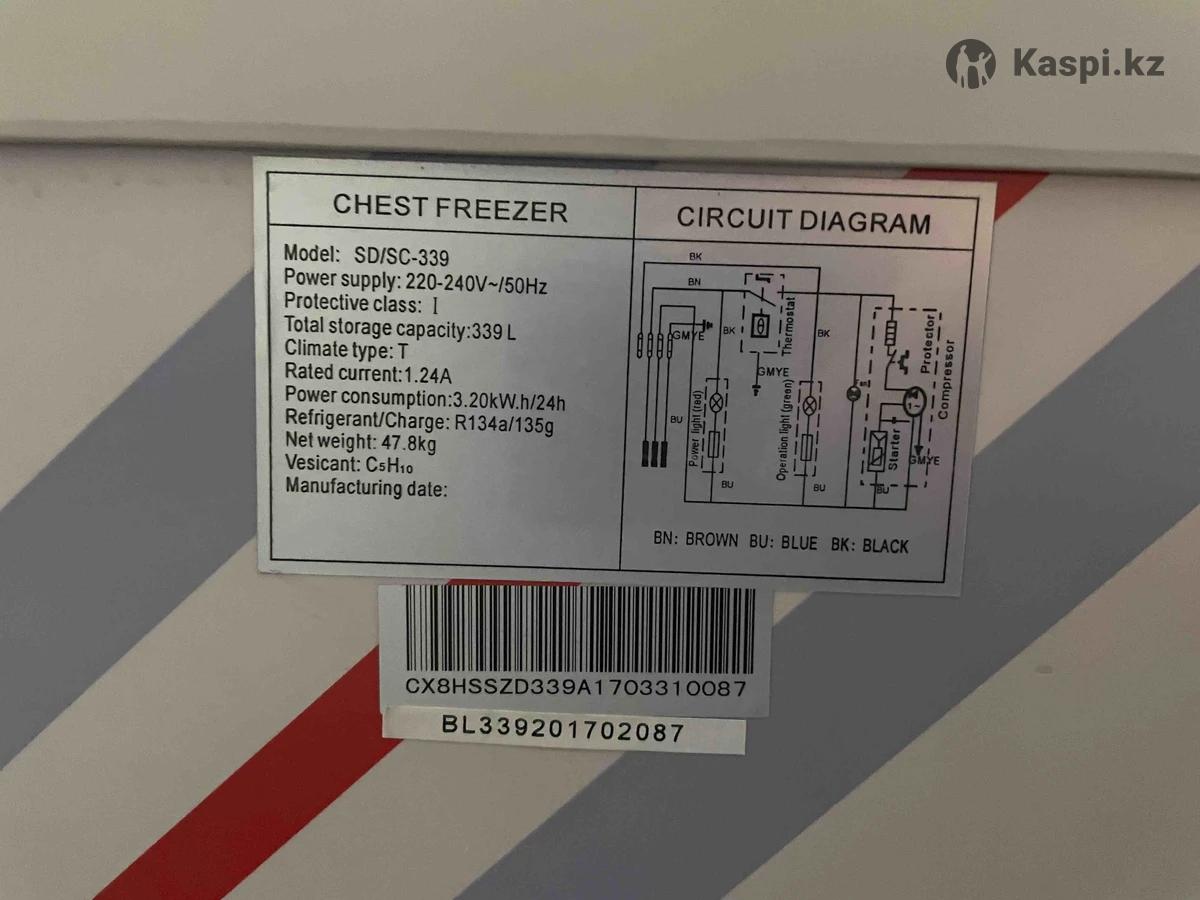 Kaspi.kz
CHEST FREEZER
Model: SD/SC-339
Power supply: 220-240V~/50Hz
Protective class: I
Total storage capacity:339 L
Climate type: T
Rated current:1.24A
Power consumption:3.20kW.h/24h
Refrigerant/Charge: R134a/135g
Net weight: 47.8kg
Vesicant: C5H10
Manufacturing date:
CIRCUIT DIAGRAM
BK
BN
GMYE
BK
Thermostat
BK
Protector
Compressor
GMYE
BU
Power light (red)
Operation light (green)
Starter
GMYE
BU
BU
BU
BN: BROWN BU: BLUE BK: BLACK
CX8HSSZD339A1703310087
BL339201702087